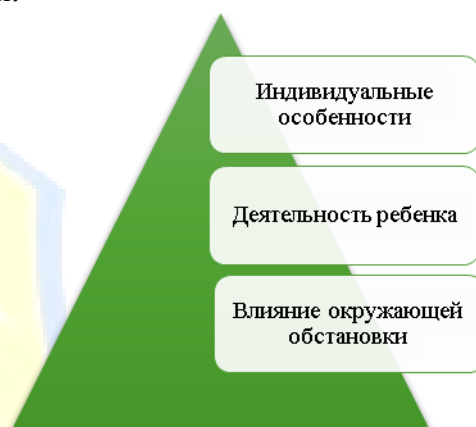 Индивидуальные
особенности
Деятельность ребенка
Влияние окружающей
обстановки